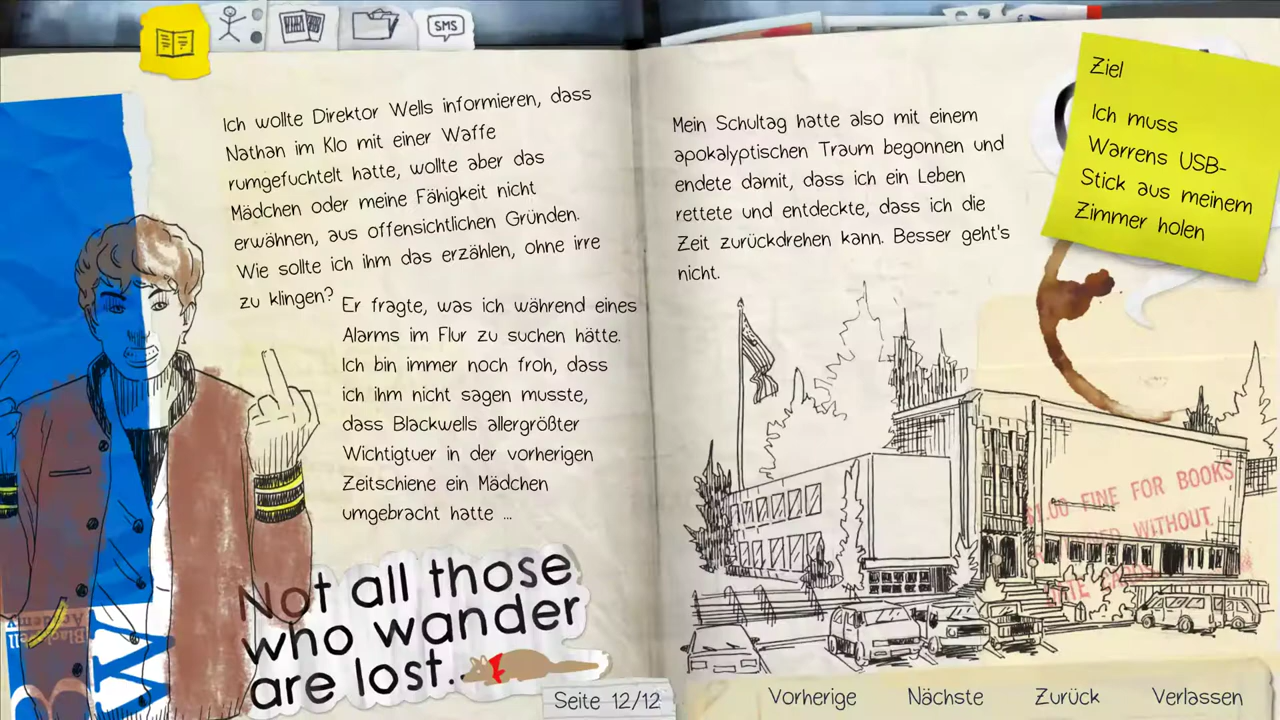 SMS
Ich wollte Direktor Wells informieren, dass
Nathan im Klo mit einer Waffe
rumgefuchtelt hatte, wollte aber das
Mädchen oder meine Fähigkeit nicht
erwähnen, aus offensichtlichen Gründen.
Wie sollte ich ihm das erzählen, ohne irre
zu klingen?
Er fragte, was ich während eines
Alarms im Flur zu suchen hätte.
Ich bin immer noch froh, dass
ich ihm nicht sagen musste,
dass Blackwells allergrößter
Wichtigtuer in der vorherigen
Zeitschiene ein Mädchen
umgebracht hatte ...
Not all those
who wander
are lost.
Blackwell
Academy
Seite 12/12
Mein Schultag hatte also mit einem
apokalyptischen Traum begonnen und
endete damit, dass ich ein Leben
rettete und entdeckte, dass ich die
Zeit zurückdrehen kann. Besser geht's
nicht.
Ziel
Ich muss
Warrens USB-
Stick aus meinem
Zimmer holen
$1.00 FINE FOR BOOKS
WITHOUT
Vorherige
Nächste
Zurück
Verlassen